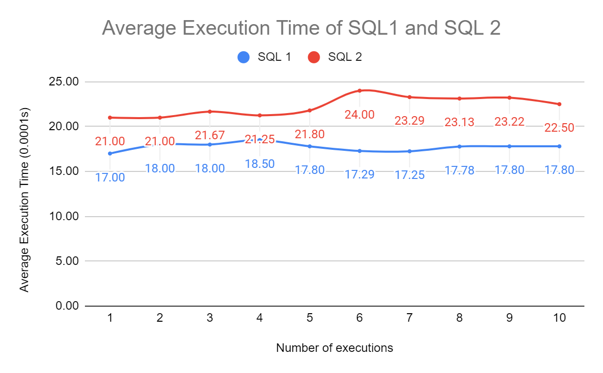 Average Execution Time of SQL1 and SQL 2
SQL 1 SQL 2
Average Execution Time (0.0001s)
25.00
20.00
15.00
10.00
5.00
0.00
21.00 21.00 21.67 21.25 21.80 24.00 23.29 23.13 23.22 22.50
17.00 18.00 18.00 18.50 17.80 17.29 17.25 17.78 17.80 17.80
1 2 3 4 5 6 7 8 9 10
Number of executions